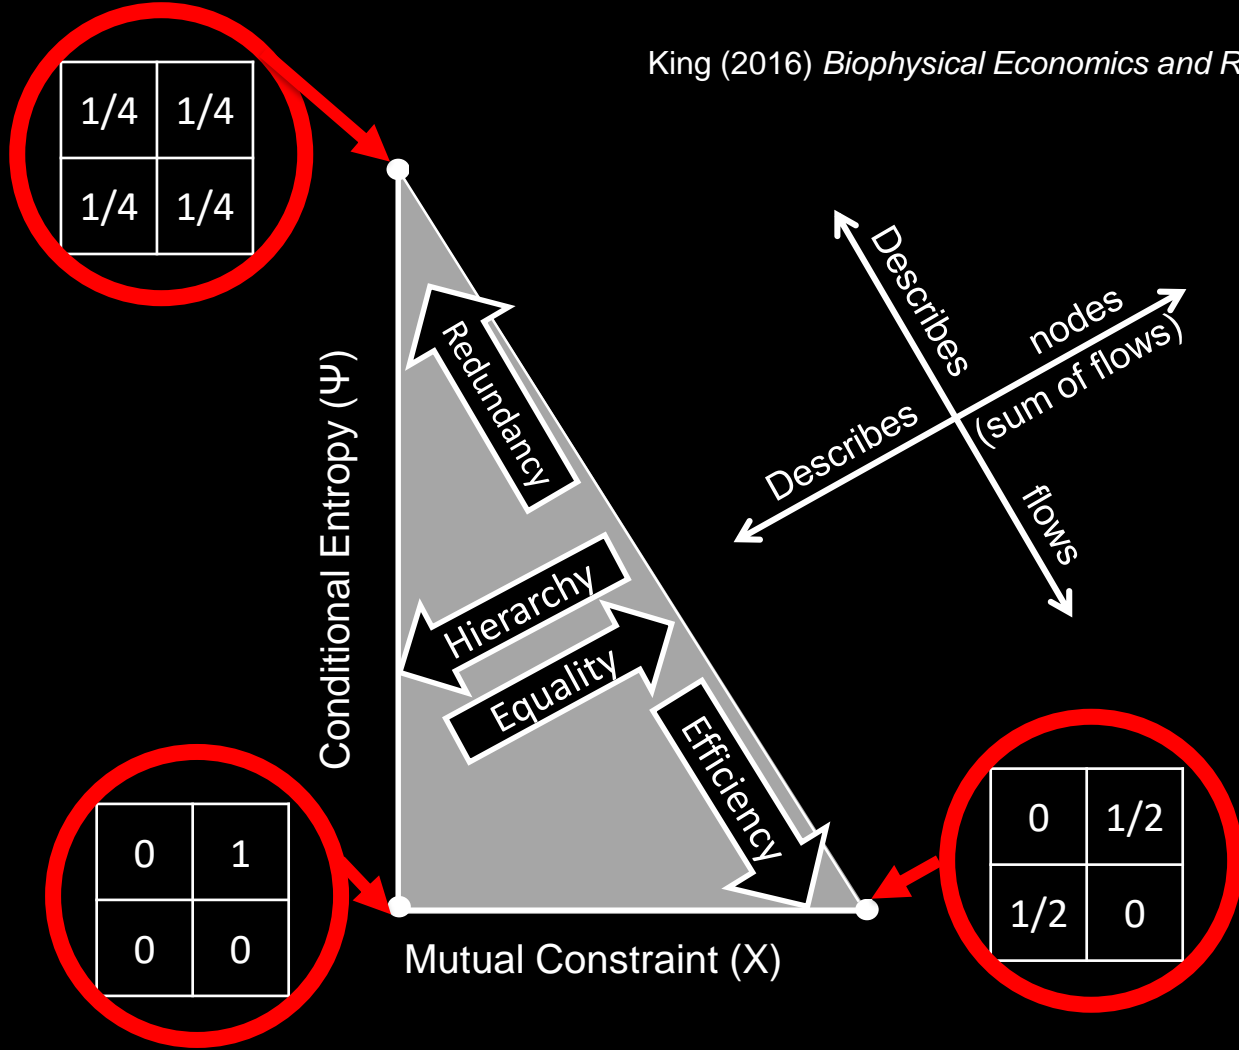 King (2016) Biophysical Economics and R
1/4 1/4
1/4 1/4
Describes
nodes
(sum of flows)
Describes
flows
Conditional Entropy (Ψ)
Redundancy
Hierarchy
Equality
Efficiency
0 1
0 0
0 1/2
1/2 0
Mutual Constraint (X)